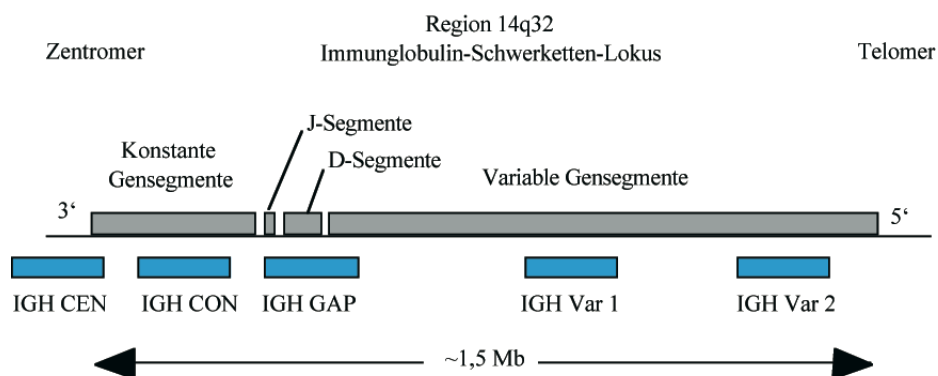 Region 14q32
Zentromer
Immunglobulin-Schwerketten-Lokus
Telomer
J-Segmente
Konstante
Gensegmente
D-Segmente
Variable Gensegmente
3‘
5‘
IGH CEN
IGH CON
IGH GAP
IGH Var 1
IGH Var 2
~1,5 Mb